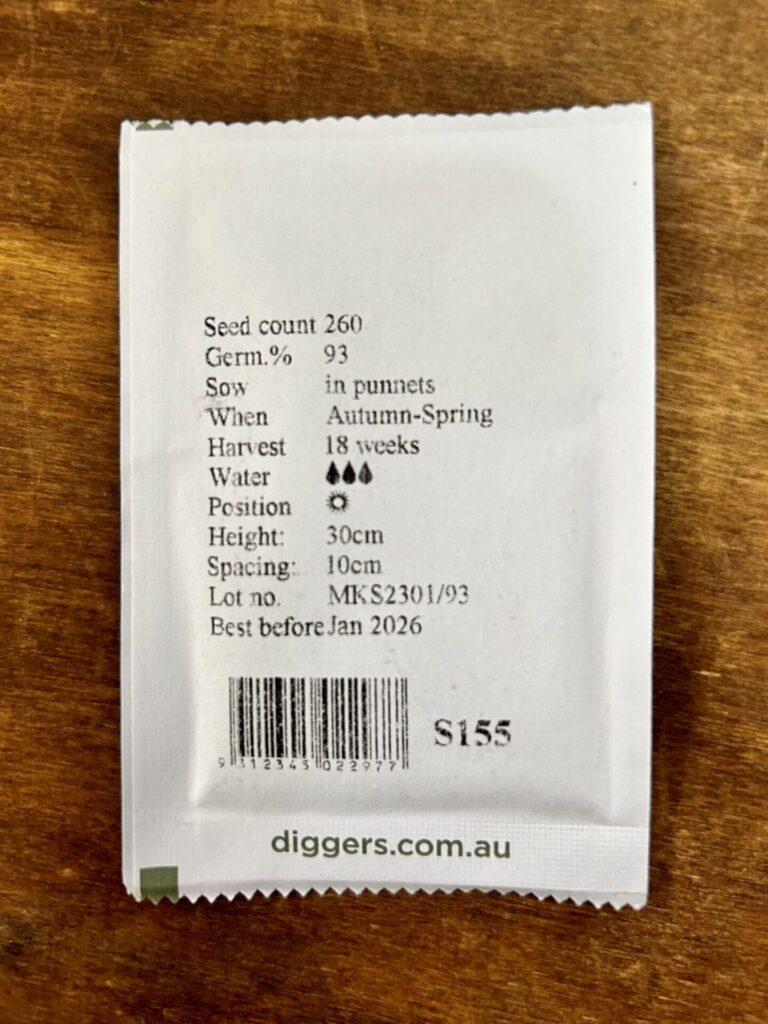 Seed count 260
Germ.% 93
Sow in punnets
When Autumn-Spring
Harvest 18 weeks
Water
Position
Height: 30cm
Spacing: 10cm
Lot no. MKS2301/93
Best before Jan 2026
S155
9 312345 022977
diggers.com.au